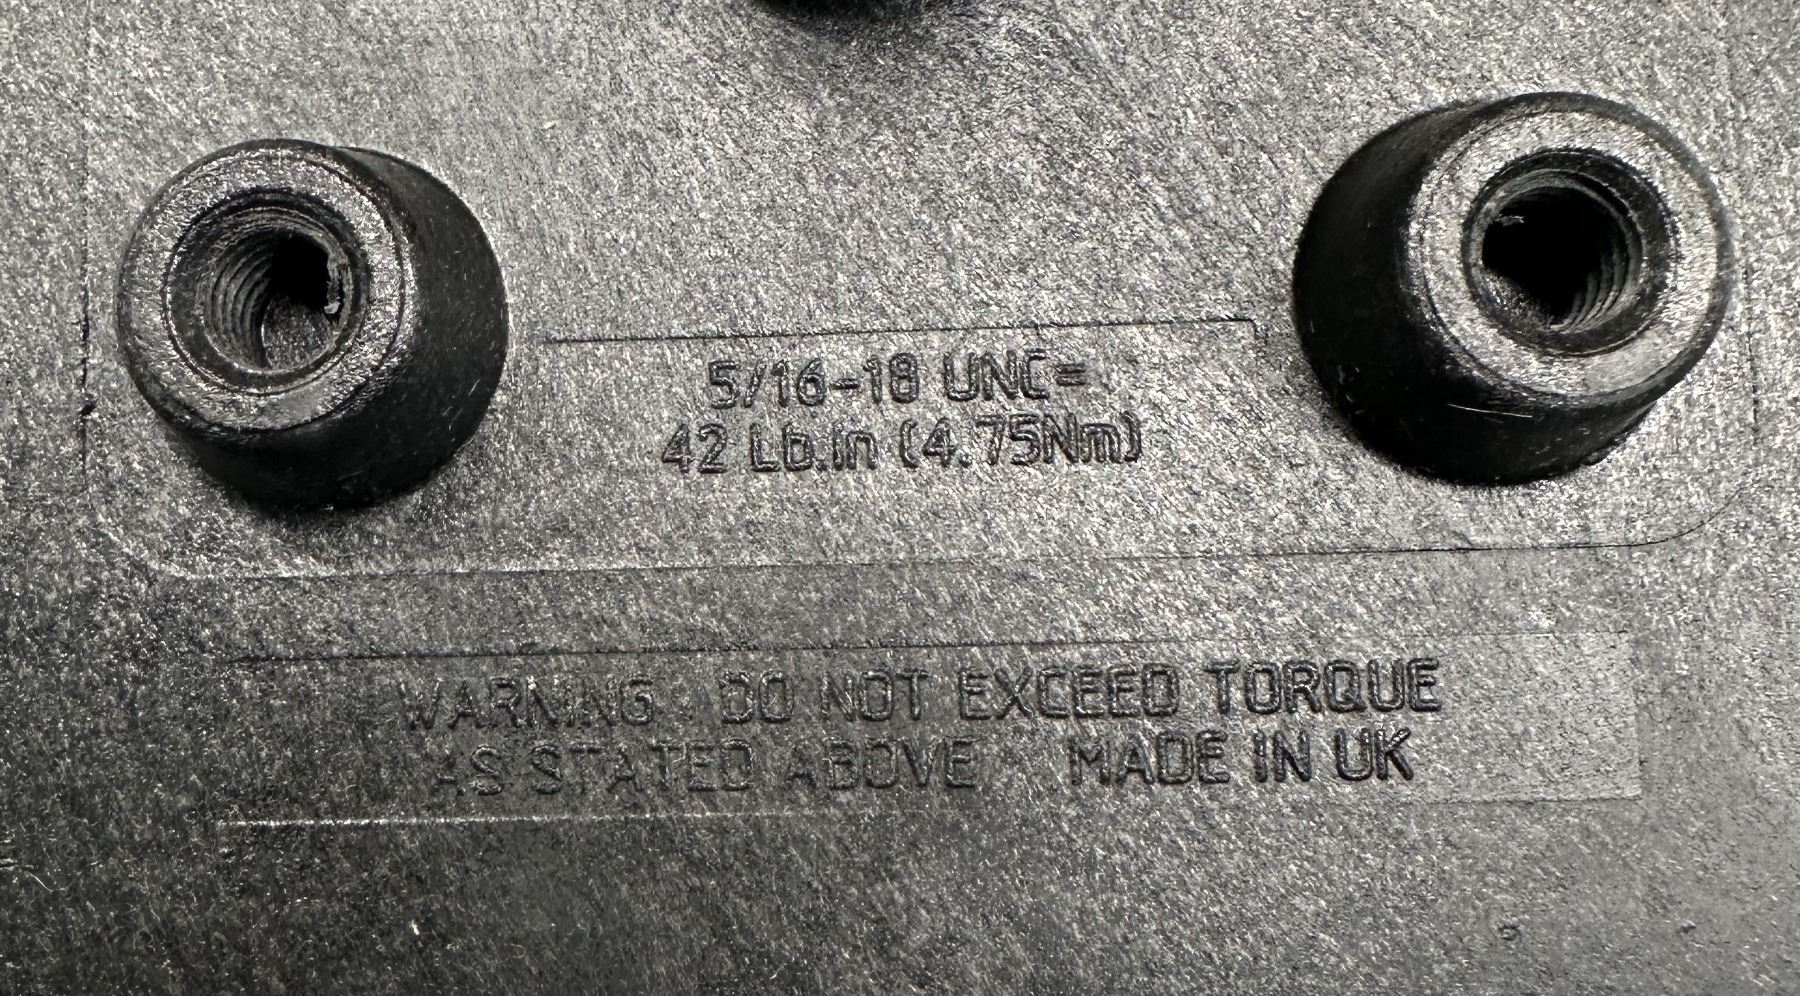 5/16-18 UNC=
42 Lb.in (4.75Nm)
WARNING : DO NOT EXCEED TORQUE
AS STATED ABOVE MADE IN UK